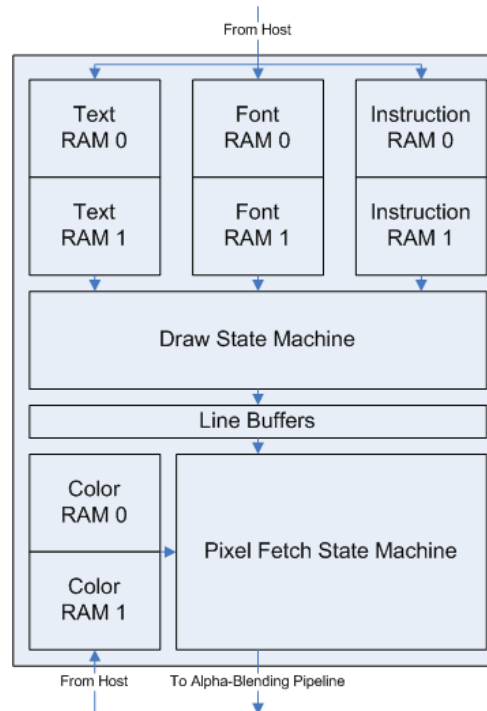 From Host
Text
RAM 0
Font
RAM 0
Instruction
RAM 0
Text
RAM 1
Font
RAM 1
Instruction
RAM 1
Draw State Machine
Line Buffers
Color
RAM 0
Pixel Fetch State Machine
Color
RAM 1
From Host
To Alpha-Blending Pipeline